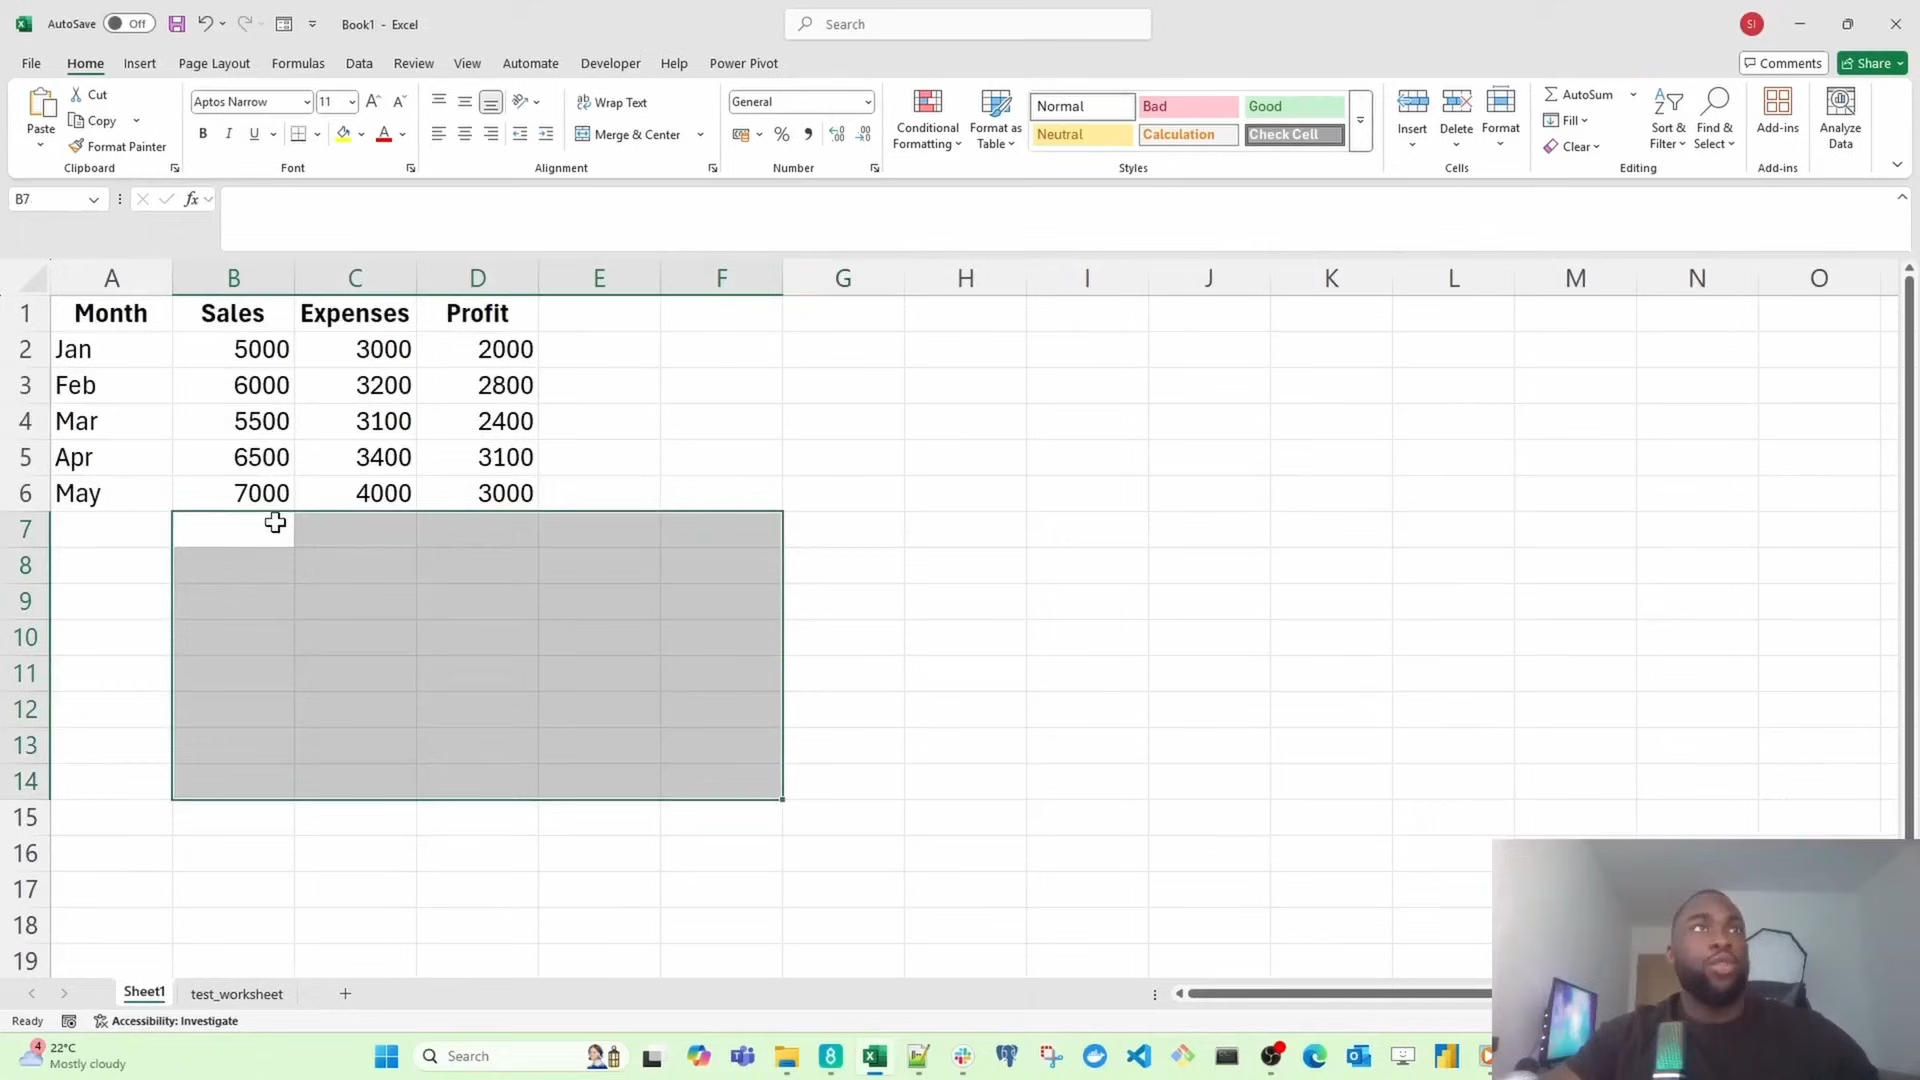 AutoSave Off Book1 - Excel Search SI
File Home Insert Page Layout Formulas Data Review View Automate Developer Help Power Pivot Comments Share
Paste Cut Copy Format Painter Clipboard
Aptos Narrow 11 B I U A Font
Wrap Text Merge & Center Alignment
General % Number
Conditional Formatting Format as Table Normal Bad Good Neutral Calculation Check Cell Styles
Insert Delete Format Cells
AutoSum Fill Clear Sort & Filter Find & Select Editing
Add-ins Add-ins
Analyze Data
B7 fx
A B C D E F G H I J K L M N O
1 Month Sales Expenses Profit
2 Jan 5000 3000 2000
3 Feb 6000 3200 2800
4 Mar 5500 3100 2400
5 Apr 6500 3400 3100
6 May 7000 4000 3000
7
8
9
10
11
12
13
14
15
16
17
18
19
Sheet1 test_worksheet
Ready Accessibility: Investigate
4 22°C Search
Mostly cloudy